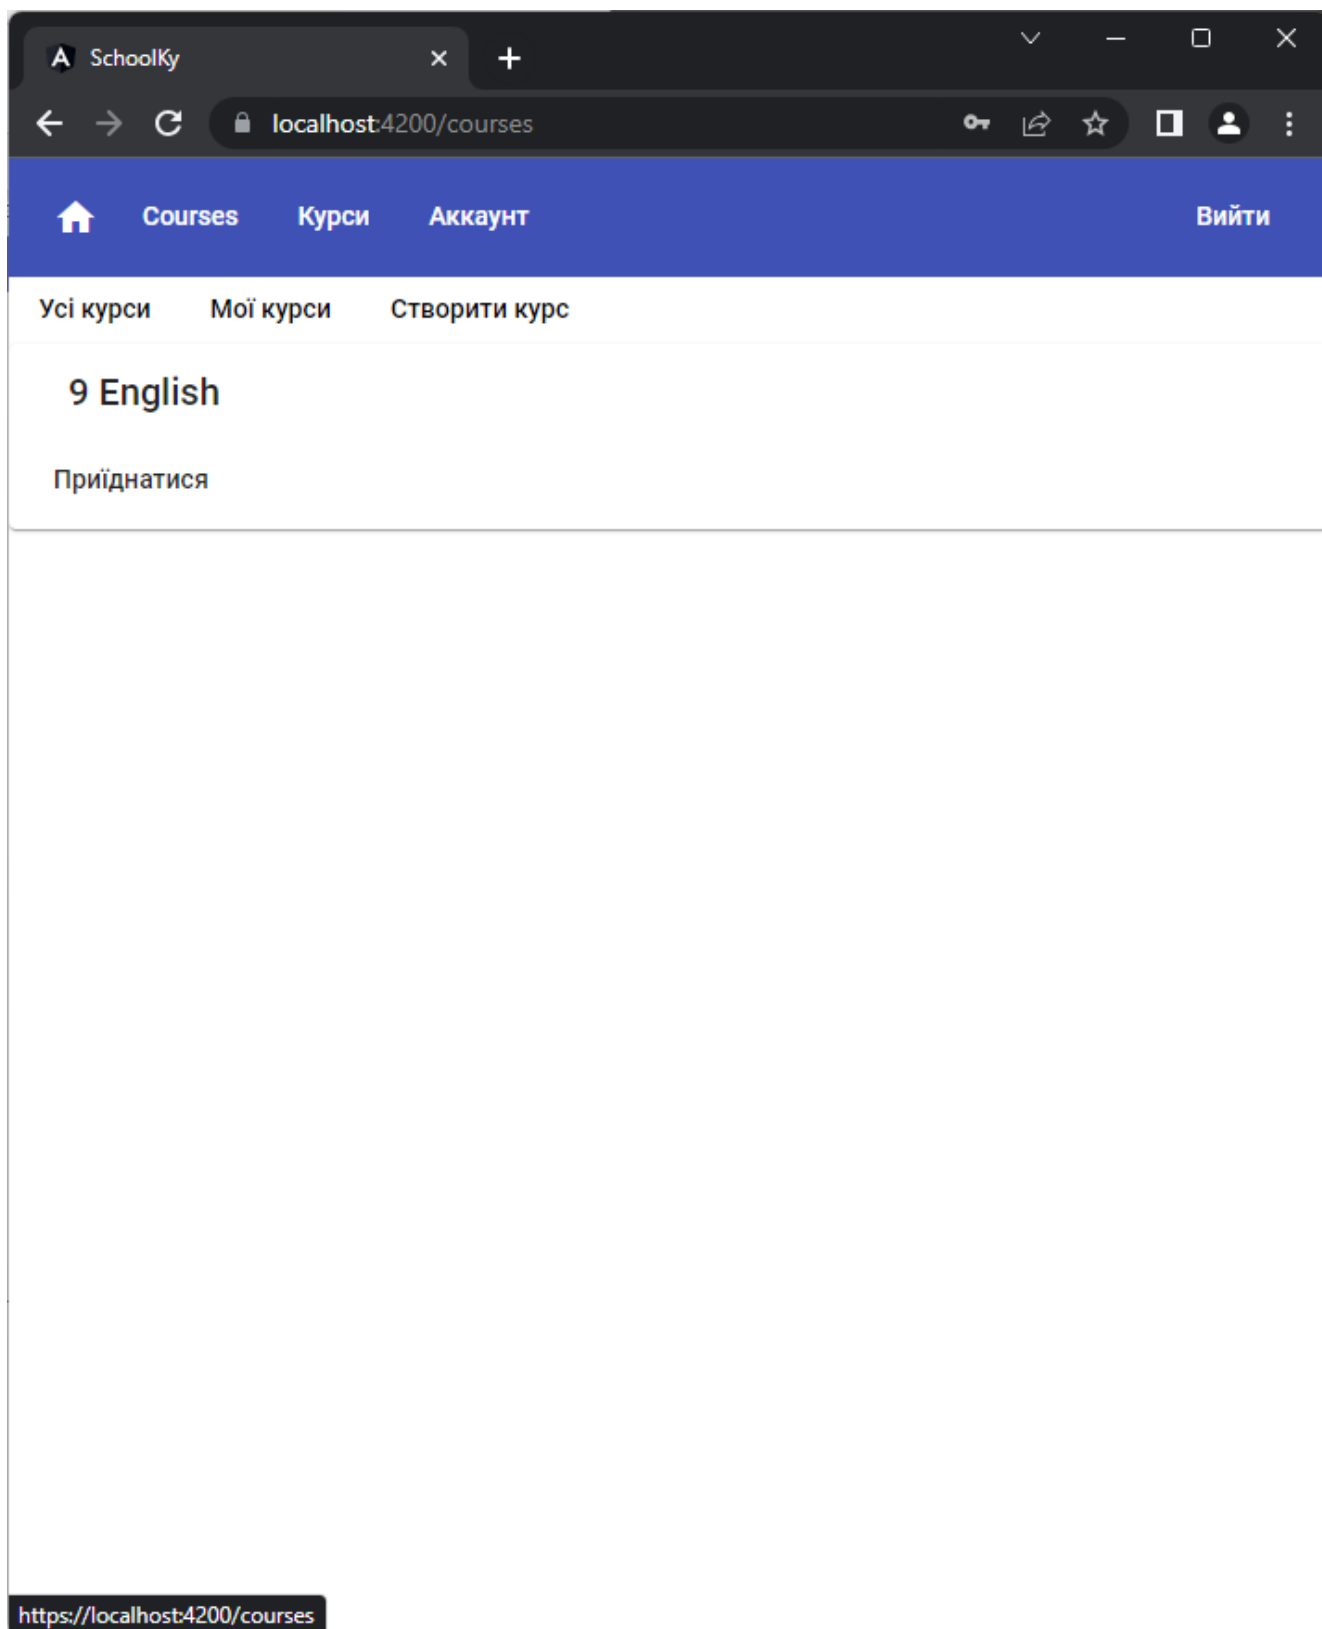 SchoolKy
localhost:4200/courses
Courses Курси Аккаунт Вийти
Усі курси Мої курси Створити курс
9 English
Приїднатися
https://localhost:4200/courses